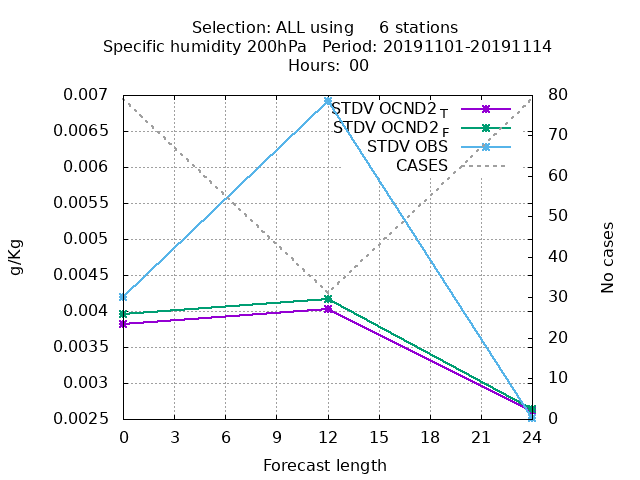 Selection: ALL using 6 stations
Specific humidity 200hPa Period: 20191101-20191114
Hours: 00
0.007
0.0065
0.006
0.0055
0.005
0.0045
0.004
0.0035
0.003
0.0025
g/Kg
STDV OCND2 T
STDV OCND2 F
STDV OBS
CASES
80
70
60
50
40
30
20
10
0
No cases
0 3 6 9 12 15 18 21 24
Forecast length